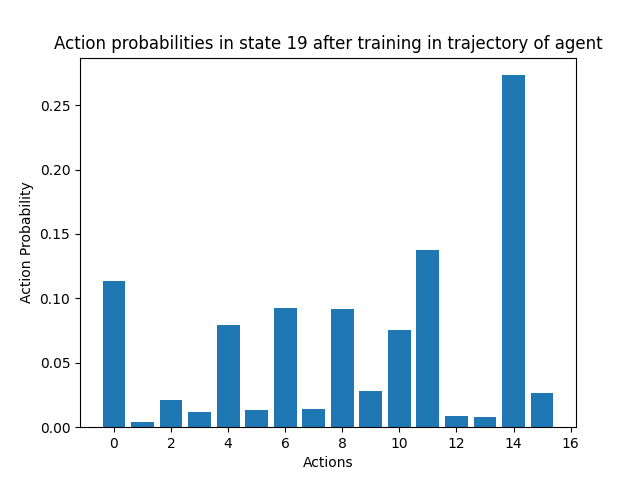 Action probabilities in state 19 after training in trajectory of agent
Action Probability
0.25
0.20
0.15
0.10
0.05
0.00
0 2 4 6 8 10 12 14 16
Actions